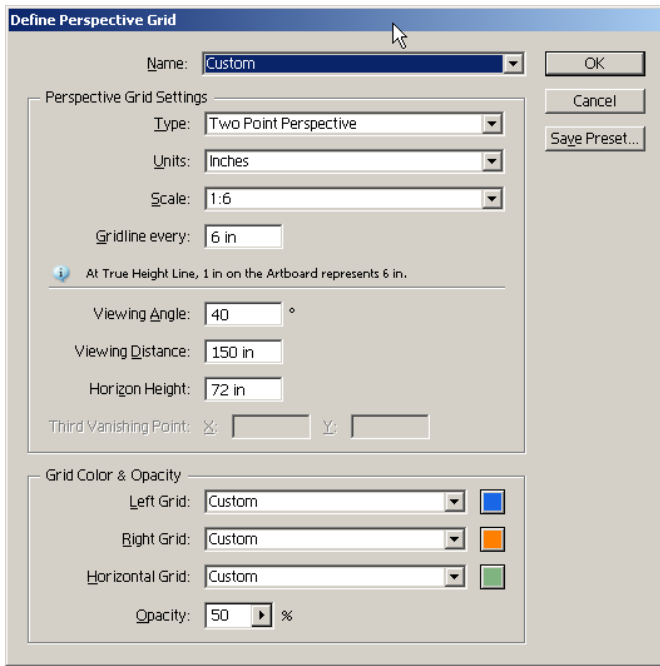 Define Perspective Grid
Name: Custom OK
Perspective Grid Settings Cancel
Type: Two Point Perspective Save Preset...
Units: Inches
Scale: 1:6
Gridline every: 6 in
At True Height Line, 1 in on the Artboard represents 6 in.
Viewing Angle: 40 °
Viewing Distance: 150 in
Horizon Height: 72 in
Third Vanishing Point: X: Y:
Grid Color & Opacity
Left Grid: Custom
Right Grid: Custom
Horizontal Grid: Custom
Opacity: 50 %